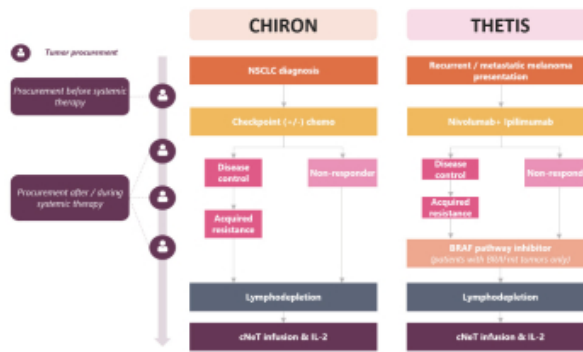 CHIRON
THETIS
Tumor procurement
Procurement before systemic
therapy
Procurement after / during
systemic therapy
NSCLC diagnosis
Checkpoint (+/-) chemo
Disease
control
Non-responder
Acquired
resistance
Lymphodepletion
cNeT infusion & IL-2
Recurrent / metastatic melanoma
presentation
Nivolumab+ Ipilimumab
Disease
control
Non-responder
Acquired
resistance
BRAF pathway inhibitor
(patients with BRAFmt tumors only)
Lymphodepletion
cNeT infusion & IL-2